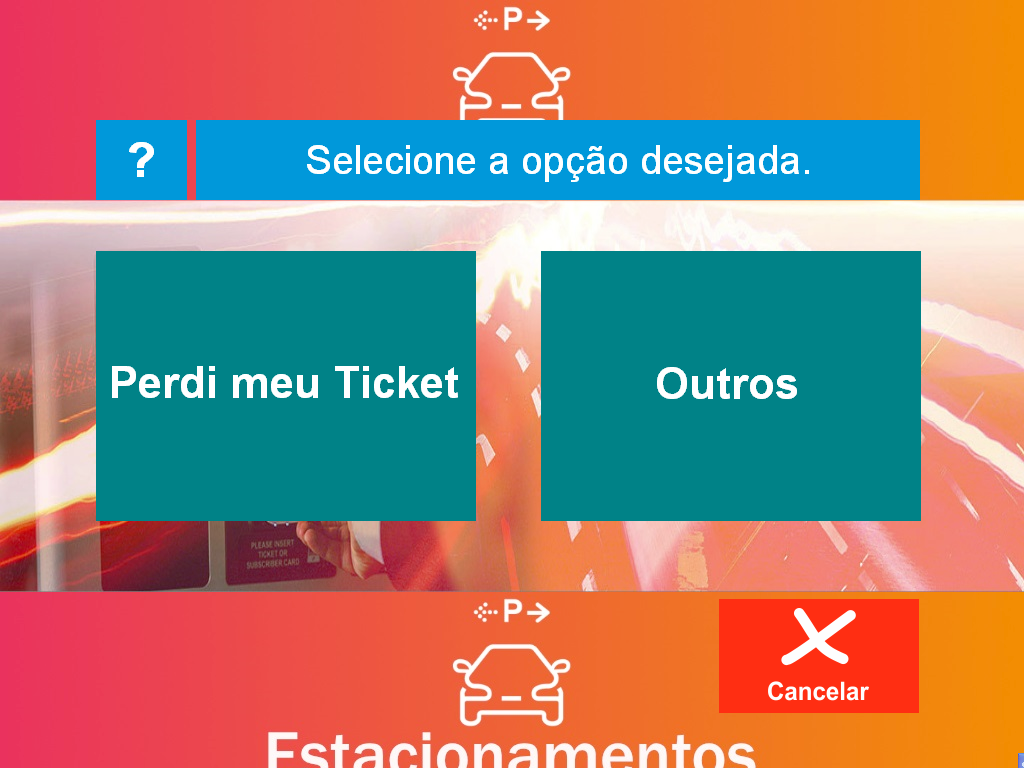 P
? Selecione a opção desejada.
Perdi meu Ticket
Outros
PLEASE INSERT
TICKET OR
SUBSCRIBER CARD
P
Cancelar
Estacionamentos